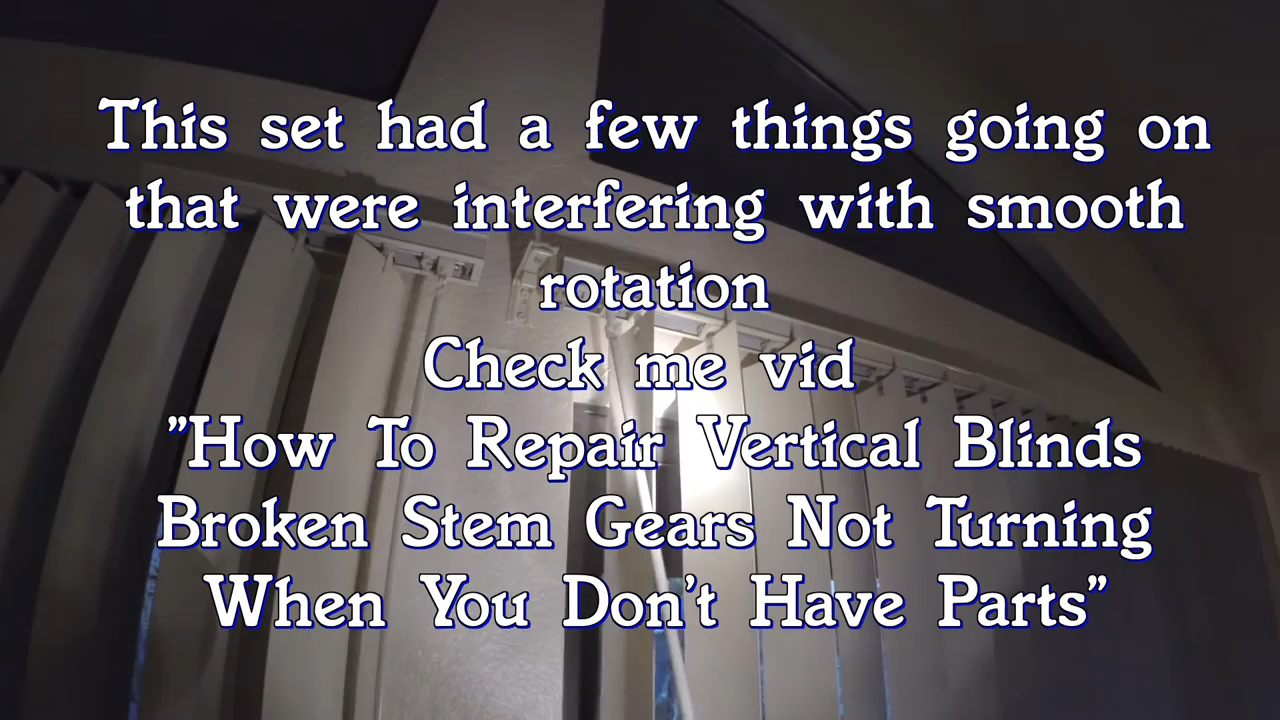 This set had a few things going on
that were interfering with smooth
rotation
Check me vid
"How To Repair Vertical Blinds
Broken Stem Gears Not Turning
When You Don't Have Parts"